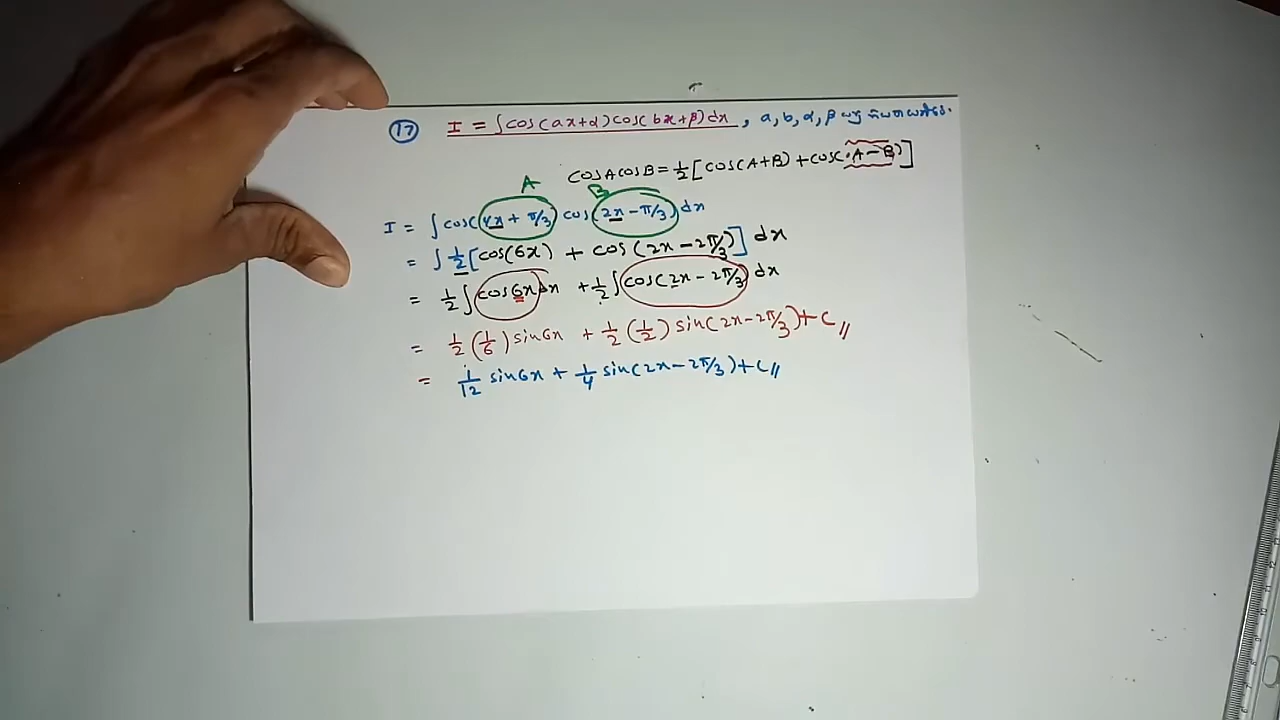 17 I = ∫cos(ax+α)cos(bx+β)dx, a, b, α, β
cosAcosB = 1/2[cos(A+B) + cos(A-B)]
A B
I = ∫cos(4x + π/3) cos(2x - π/3) dx
= ∫ 1/2 [cos(6x) + cos(2x - 2π/3)] dx
= 1/2 ∫ cos6x dx + 1/2 ∫ cos(2x - 2π/3) dx
= 1/2 (1/6) sin6x + 1/2 (1/2) sin(2x - 2π/3) + C //
= 1/12 sin6x + 1/4 sin(2x - 2π/3) + C //